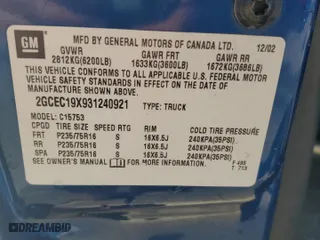 GM
MFD BY GENERAL MOTORS OF CANADA LTD. 12/02
GVWR GAWR FRT GAWR RR
2812KG(6200LB) 1633KG(3600LB) 1672KG(3686LB)
THIS VEHICLE CONFORMS TO ALL APPLICABLE U.S. FEDERAL MOTOR
VEHICLE SAFETY STANDARDS IN EFFECT ON THE DATE OF
MANUFACTURE SHOWN ABOVE.
2GCEC19X931240921 TYPE: TRUCK
MODEL: C15753
CPGD TIRE SIZE SPEED RTG RIM COLD TIRE PRESSURE
FRT P235/75R16 S 16X6.5J 240KPA(35PSI)
RR P235/75R16 S 16X6.5J 240KPA(35PSI)
SPA P235/75R16 S 16X6.5J 240KPA(35PSI)
SEE OWNER'S MANUAL FOR MORE INFORMATION.
T 753